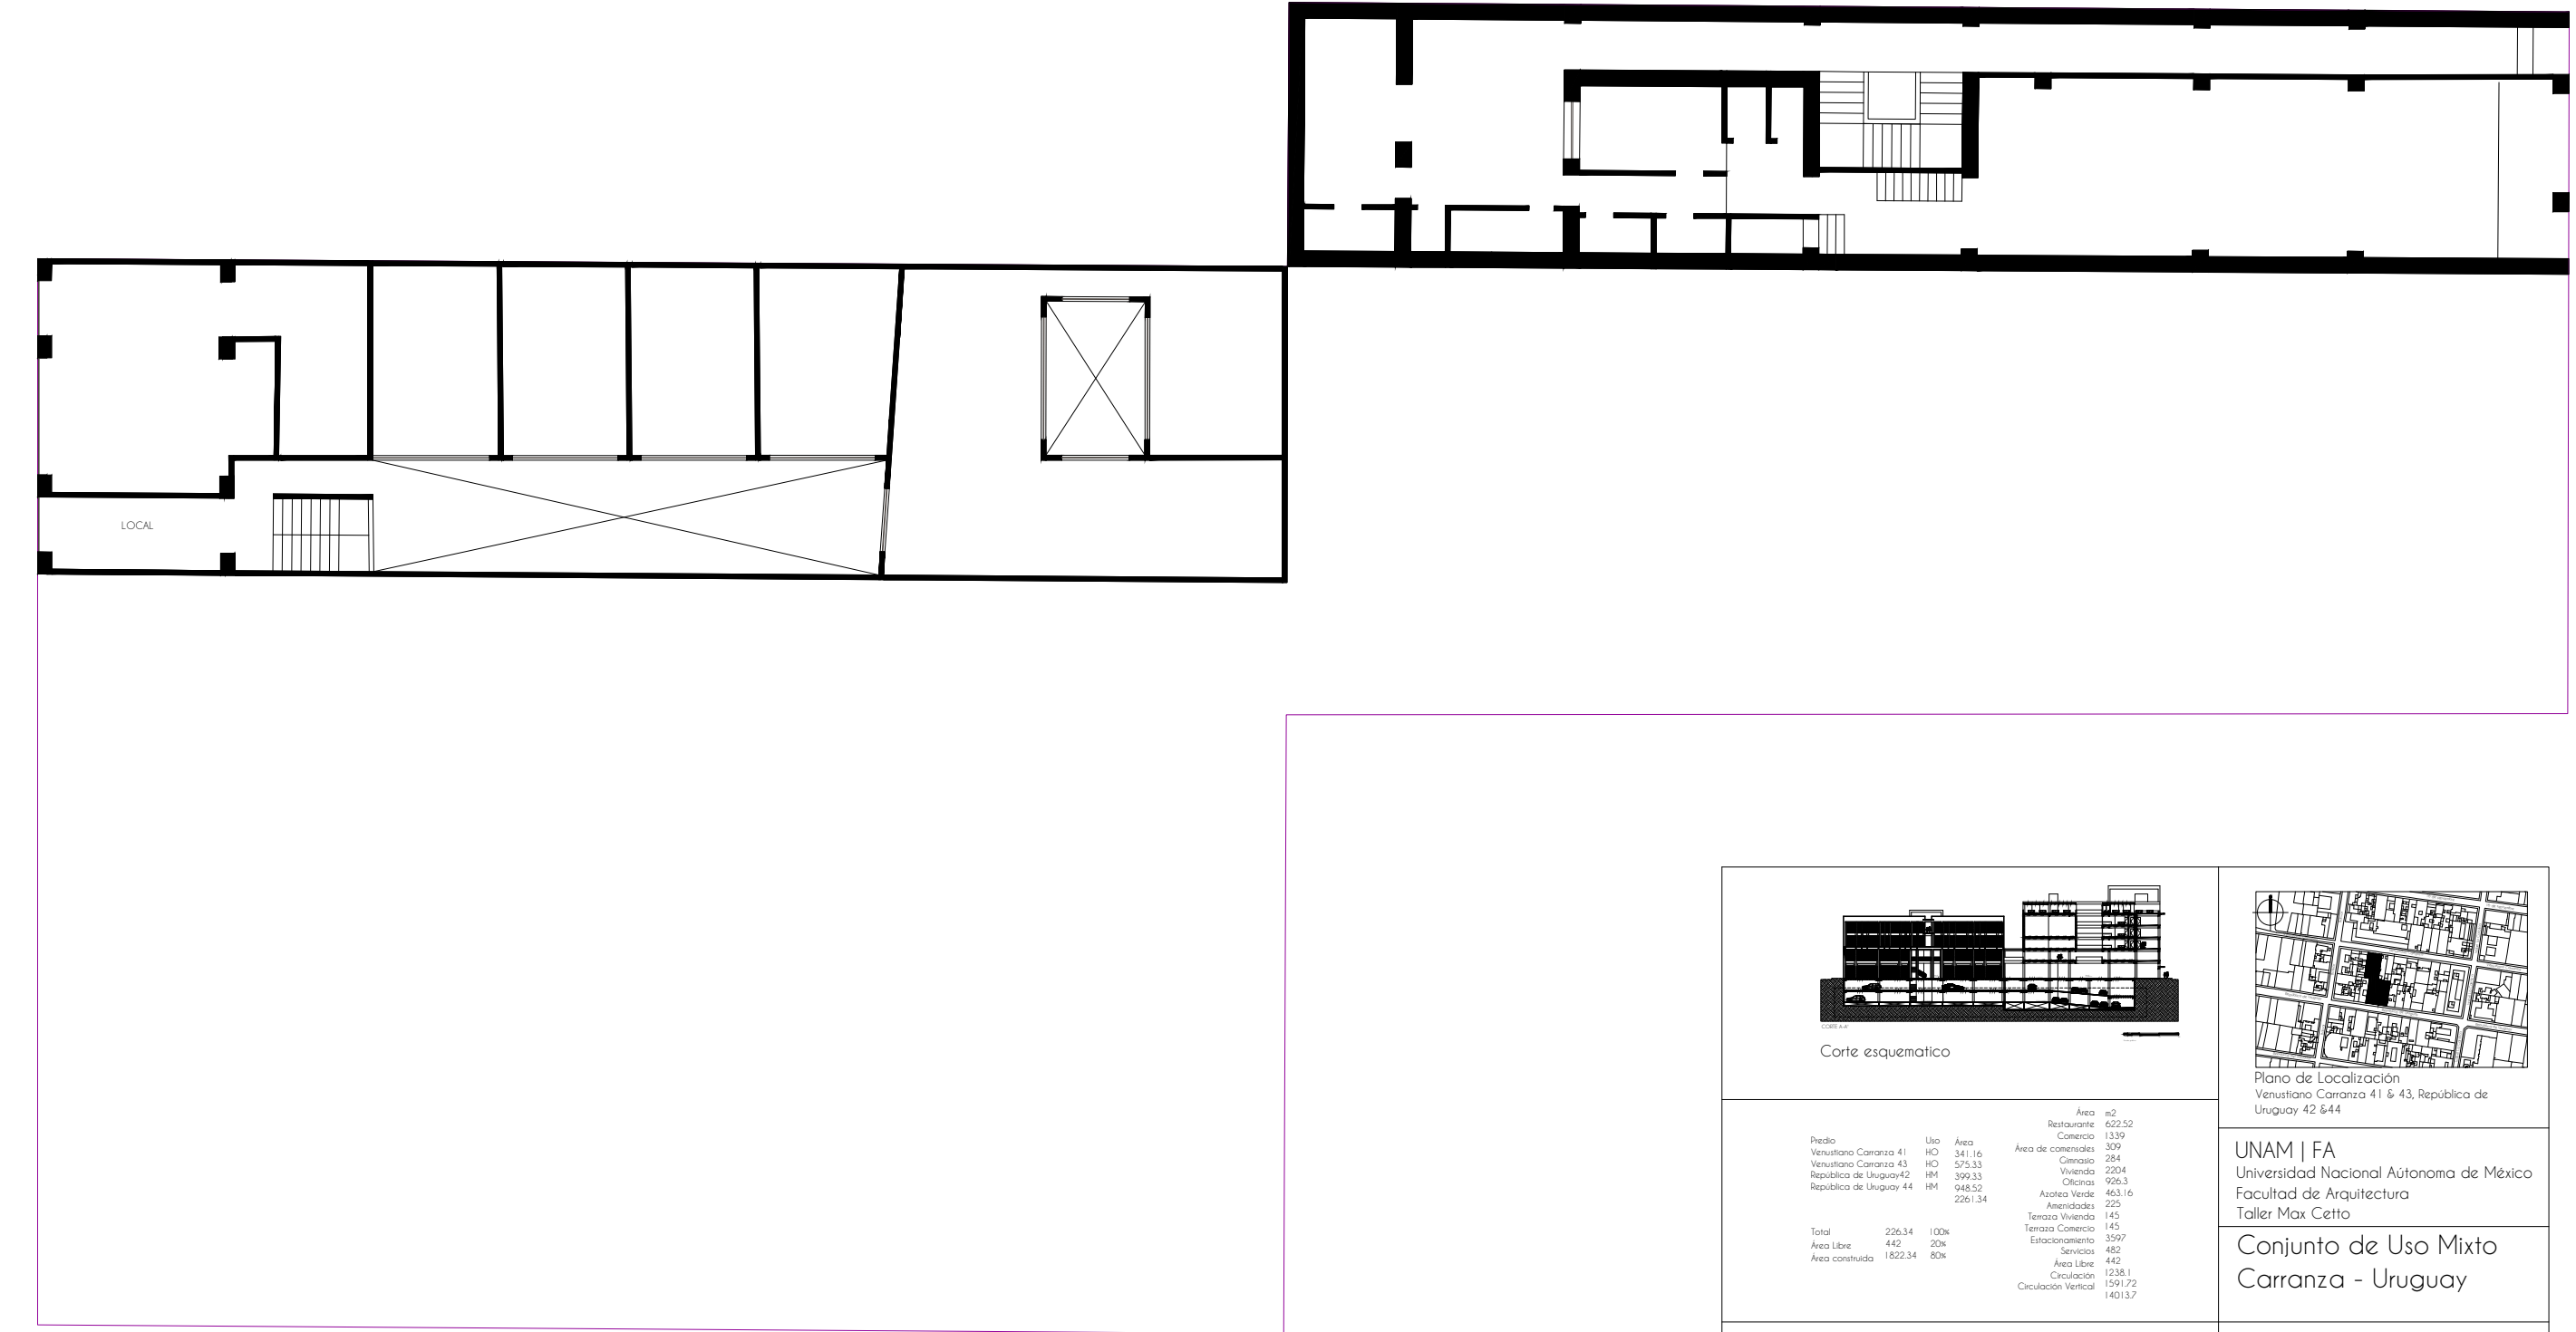 LOCAL
CORTE A-A'
Corte esquematico
Plano de Localización
Venustiano Carranza 41 & 43, República de
Uruguay 42 &44
Predio Uso Área
Venustiano Carranza 41 HO 341.16
Venustiano Carranza 43 HO 575.33
República de Uruguay42 HM 399.33
República de Uruguay 44 HM 948.52
2261.34
Total 226.34 100%
Área Libre 442 20%
Área construida 1822.34 80%
Área m2
Restaurante 622.52
Comercio 1339
Área de comensales 309
Gimnasio 284
Vivienda 2204
Oficinas 926.3
Azotea Verde 463.16
Amenidades 225
Terraza Vivienda 145
Terraza Comercio 145
Estacionamiento 3597
Servicios 482
Área Libre 442
Circulación 1238.1
Circulación Vertical 1591.72
14013.7
UNAM | FA
Universidad Nacional Aútonoma de México
Facultad de Arquitectura
Taller Max Cetto
Conjunto de Uso Mixto
Carranza - Uruguay